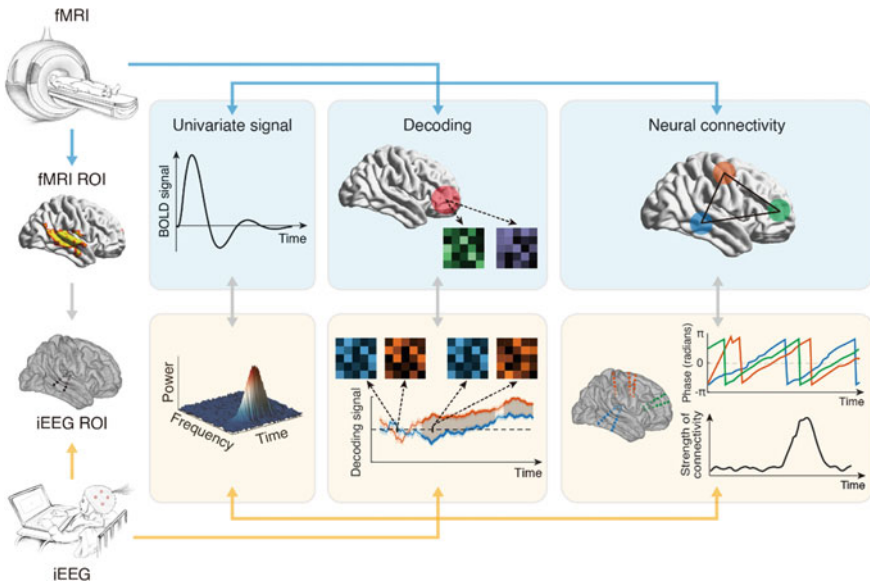 fMRI
Univariate signal
Decoding
Neural connectivity
fMRI ROI
BOLD signal
Time
Power
Frequency
Time
Decoding signal
Time
Phase (radians)
π
0
-π
Time
Strength of
connectivity
Time
iEEG ROI
iEEG